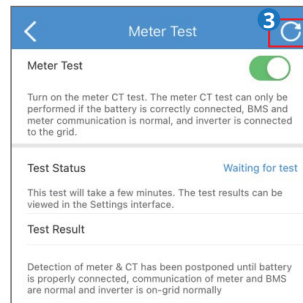 3
Meter Test
Meter Test
Turn on the meter CT test. The meter CT test can only be
performed if the battery is correctly connected, BMS and
meter communication is normal, and inverter is connected
to the grid.
Test Status Waiting for test
This test will take a few minutes. The test results can be
viewed in the Settings interface.
Test Result
Detection of meter & CT has been postponed until battery
is properly connected, communication of meter and BMS
are normal and inverter is on-grid normally